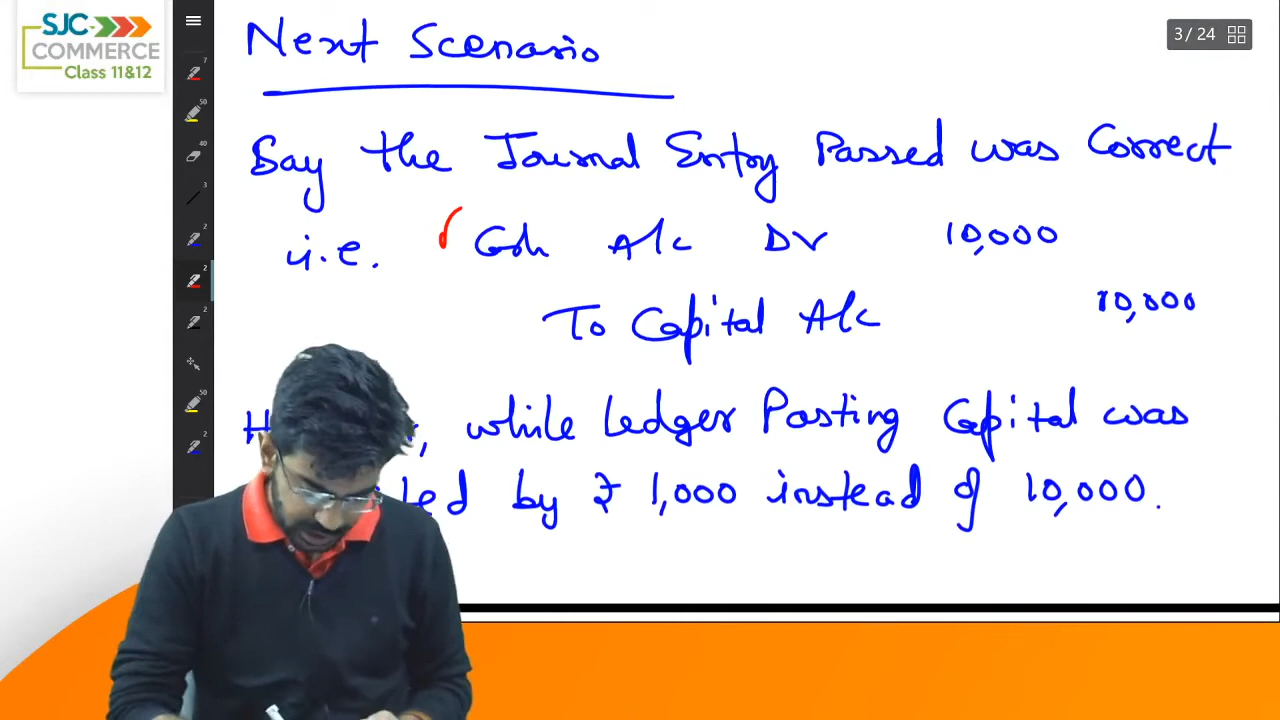 SJC
COMMERCE
Class 11&12
3 / 24
Next Scenario
Say the Journal Entry Passed was Correct
i.e. Cash A/c Dr 10,000
To Capital A/c 10,000
while ledger Posting Capital was
by ₹ 1,000 instead of 10,000.